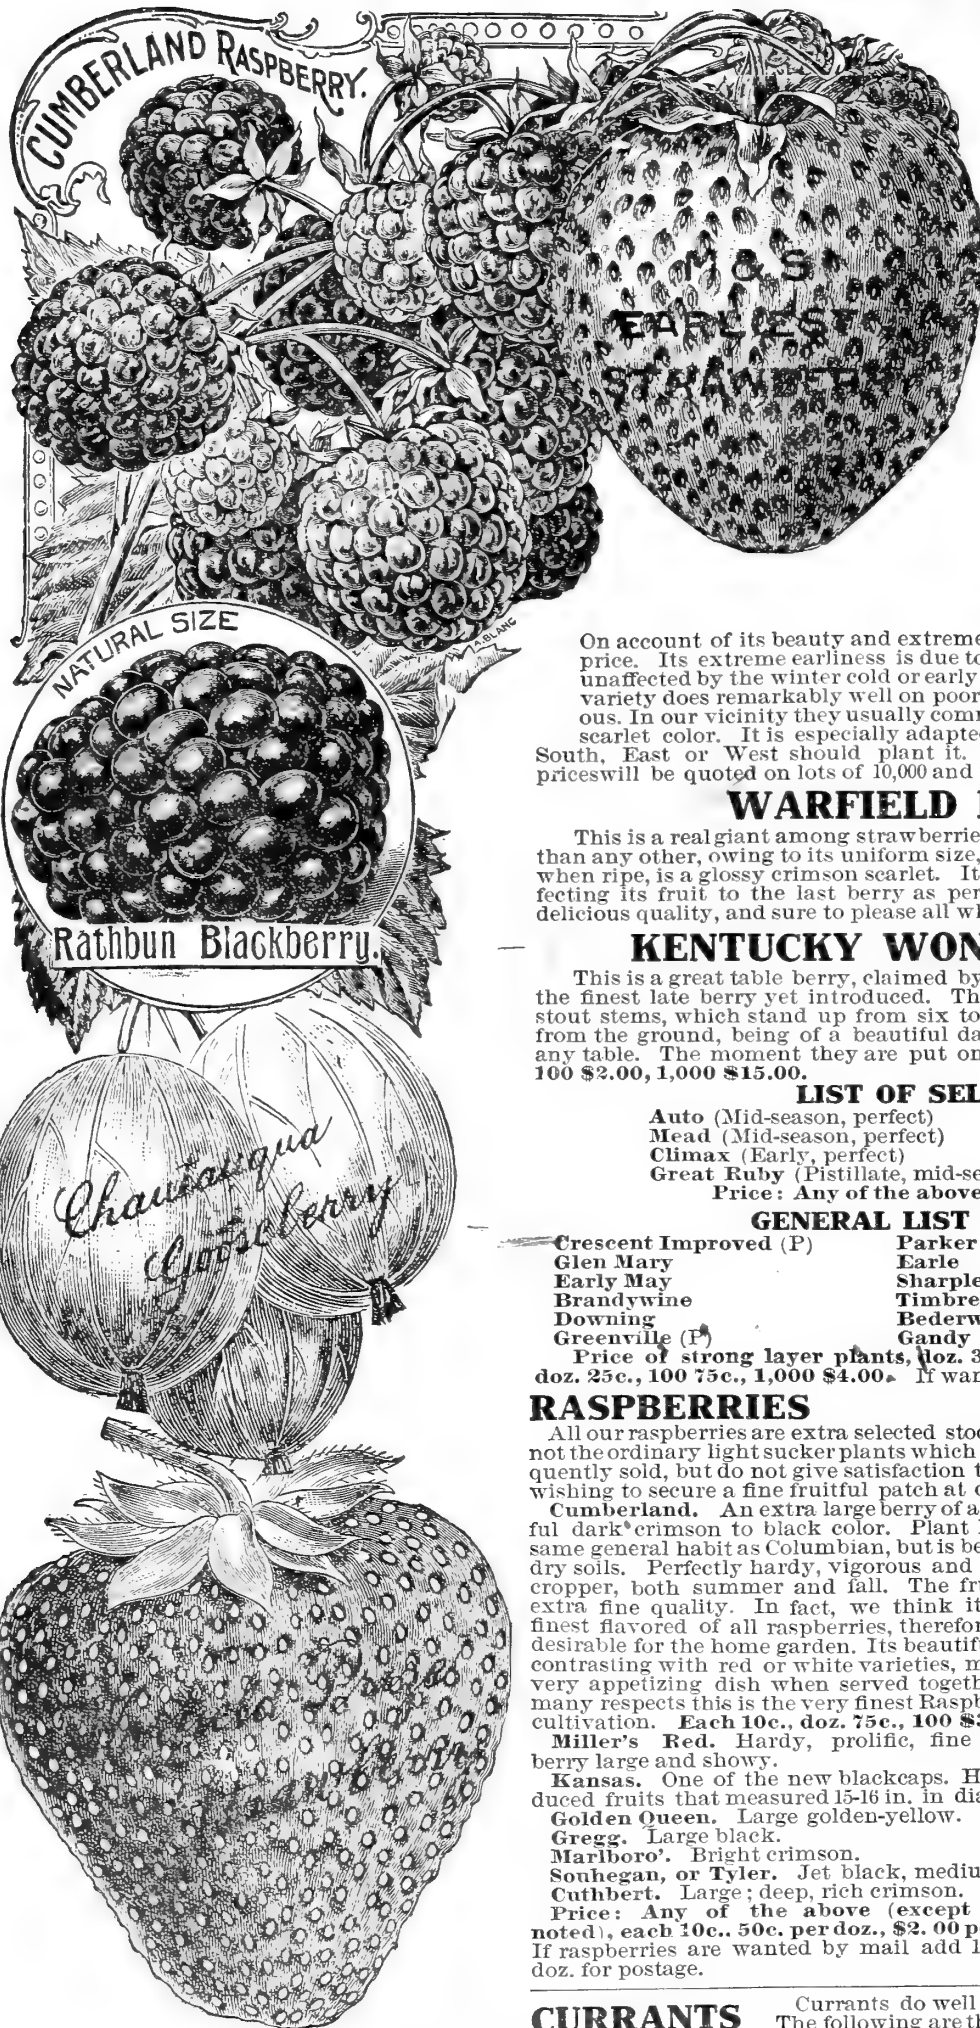 CUMBERLAND RASPBERRY.
M & S
EARLIEST
NATURAL SIZE
A. BLANC
Rathbun Blackberry.
Chautauqua
Gooseberry
On account of its beauty and extreme
price. Its extreme earliness is due to
unaffected by the winter cold or early
variety does remarkably well on poor
ous. In our vicinity they usually com
scarlet color. It is especially adapte
South, East or West should plant it.
priceswill be quoted on lots of 10,000 and
WARFIELD
This is a real giant among strawberrie
than any other, owing to its uniform size,
when ripe, is a glossy crimson scarlet. It
fecting its fruit to the last berry as per
delicious quality, and sure to please all w
KENTUCKY WON
This is a great table berry, claimed by
the finest late berry yet introduced. Th
stout stems, which stand up from six to
from the ground, being of a beautiful da
any table. The moment they are put on
100 $2.00, 1,000 $15.00.
LIST OF SEL
Auto (Mid-season, perfect)
Mead (Mid-season, perfect)
Climax (Early, perfect)
Great Ruby (Pistillate, mid-se
Price: Any of the above
GENERAL LIST
Crescent Improved (P) Parker
Glen Mary Earle
Early May Sharple
Brandywine Timbre
Downing Bederw
Greenville (P) Gandy
Price of strong layer plants, doz. 3
doz. 25c., 100 75c., 1,000 $4.00. If wan
RASPBERRIES
All our raspberries are extra selected stoc
not the ordinary light sucker plants which
quently sold, but do not give satisfaction t
wishing to secure a fine fruitful patch at o
Cumberland. An extra large berry of a
ful dark crimson to black color. Plant
same general habit as Columbian, but is be
dry soils. Perfectly hardy, vigorous and
cropper, both summer and fall. The fr
extra fine quality. In fact, we think it
finest flavored of all raspberries, therefor
desirable for the home garden. Its beautif
contrasting with red or white varieties, m
very appetizing dish when served togeth
many respects this is the very finest Raspb
cultivation. Each 10c., doz. 75c., 100
Miller's Red. Hardy, prolific, fine
berry large and showy.
Kansas. One of the new blackcaps. H
duced fruits that measured 15-16 in. in dia
Golden Queen. Large golden-yellow.
Gregg. Large black.
Marlboro'. Bright crimson.
Souhegan, or Tyler. Jet black, mediu
Cuthbert. Large; deep, rich crimson.
Price: Any of the above (except
noted), each 10c.. 50c. per doz., $2. 00 p
If raspberries are wanted by mail add 1
doz. for postage.
CURRANTS Currants do well
The following are th